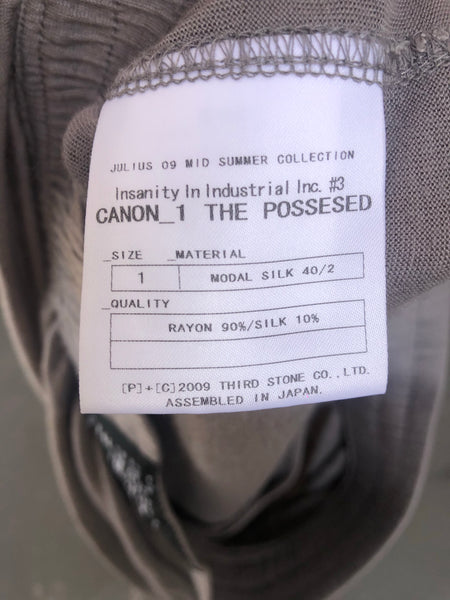 JULIUS 09 MID SUMMER COLLECTION
Insanity In Industrial Inc. #3
CANON_1 THE POSSESED
_SIZE _MATERIAL
1 MODAL SILK 40/2
_QUALITY
RAYON 90%/SILK 10%
[P]+[C]2009 THIRD STONE CO.,LTD.
ASSEMBLED IN JAPAN.